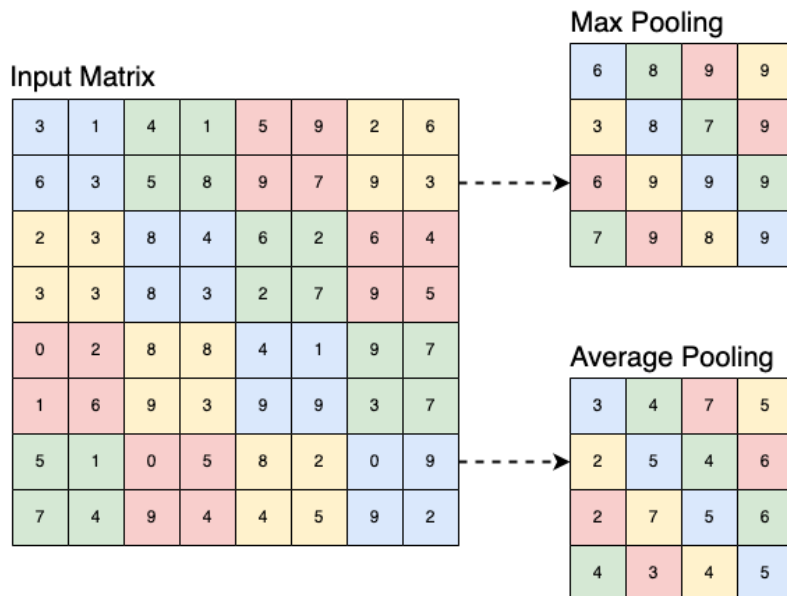 Max Pooling
6 8 9 9
3 8 7 9
6 9 9 9
7 9 8 9
Input Matrix
3 1 4 1 5 9 2 6
6 3 5 8 9 7 9 3
2 3 8 4 6 2 6 4
3 3 8 3 2 7 9 5
0 2 8 8 4 1 9 7
1 6 9 3 9 9 3 7
5 1 0 5 8 2 0 9
7 4 9 4 4 5 9 2
Average Pooling
3 4 7 5
2 5 4 6
2 7 5 6
4 3 4 5